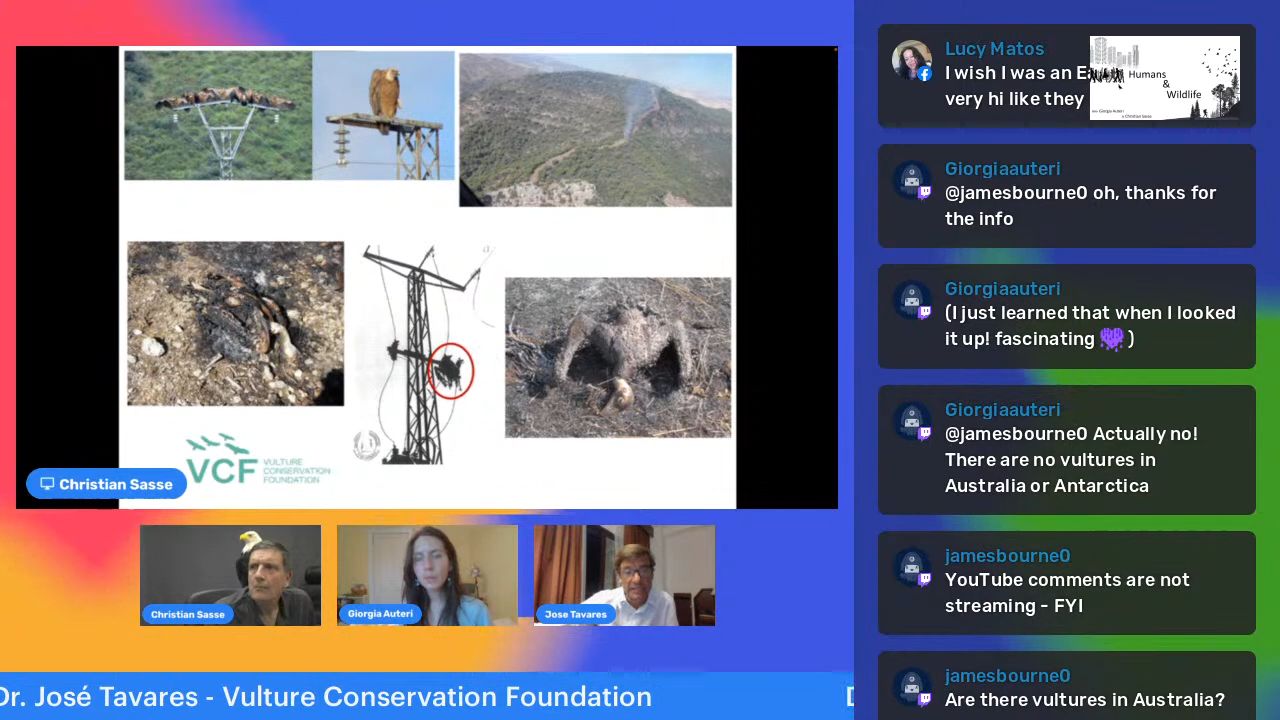 VCF
VULTURE
CONSERVATION
FOUNDATION
Christian Sasse
Christian Sasse
Giorgia Auteri
Jose Tavares
Dr. José Tavares - Vulture Conservation Foundation
Lucy Matos
I wish I was an
very hi like they
Humans
&
Wildlife
Giorgiaauteri
@jamesbourne0 oh, thanks for
the info
Giorgiaauteri
(I just learned that when I looked
it up! fascinating 💜 )
Giorgiaauteri
@jamesbourne0 Actually no!
There are no vultures in
Australia or Antarctica
jamesbourne0
YouTube comments are not
streaming - FYI
jamesbourne0
Are there vultures in Australia?